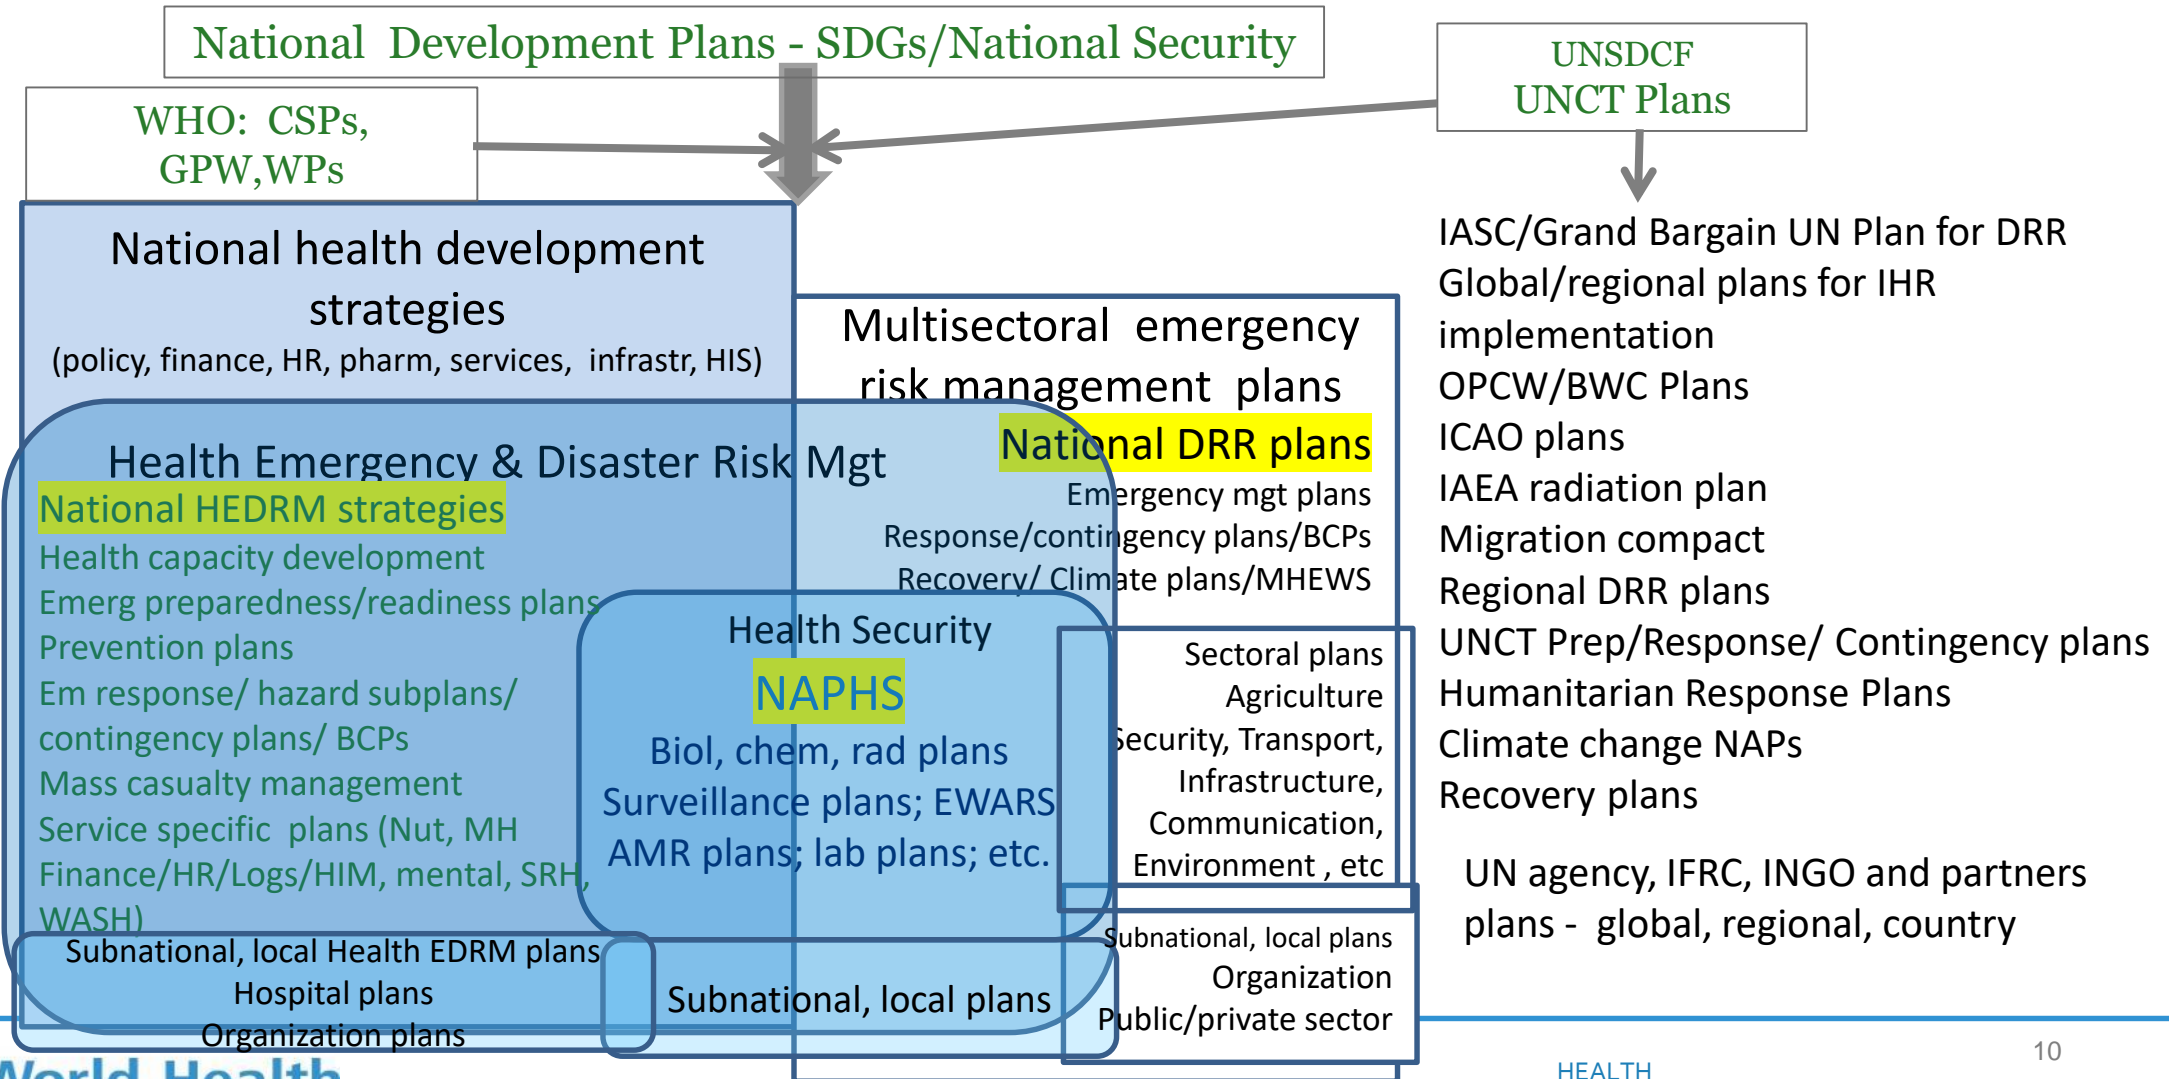 National Development Plans - SDGs/National Security
UNSDCF
UNCT Plans
WHO: CSPs,
GPW,WPs
National health development
strategies
(policy, finance, HR, pharm, services, infrastr, HIS)
Multisectoral emergency
risk management plans
National DRR plans
Emergency mgt plans
Response/contingency plans/BCPs
Recovery/ Climate plans/MHEWS
Health Emergency & Disaster Risk Mgt
National HEDRM strategies
Health capacity development
Emerg preparedness/readiness plans
Prevention plans
Em response/ hazard subplans/
contingency plans/ BCPs
Mass casualty management
Service specific plans (Nut, MH
Finance/HR/Logs/HIM, mental, SRH,
WASH)
Health Security
NAPHS
Biol, chem, rad plans
Surveillance plans; EWARS
AMR plans; lab plans; etc.
Sectoral plans
Agriculture
Security, Transport,
Infrastructure,
Communication,
Environment , etc
Subnational, local Health EDRM plans
Hospital plans
Organization plans
Subnational, local plans
Subnational, local plans
Organization
Public/private sector
IASC/Grand Bargain UN Plan for DRR
Global/regional plans for IHR
implementation
OPCW/BWC Plans
ICAO plans
IAEA radiation plan
Migration compact
Regional DRR plans
UNCT Prep/Response/ Contingency plans
Humanitarian Response Plans
Climate change NAPs
Recovery plans
UN agency, IFRC, INGO and partners
plans - global, regional, country
World Health
HEALTH
10